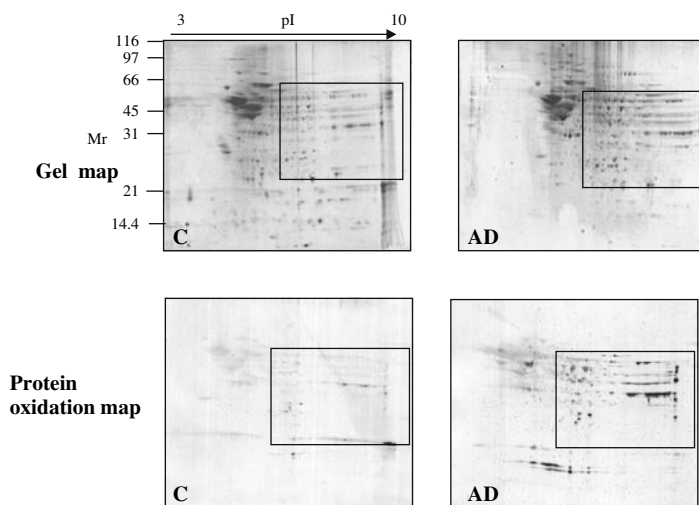 3 pI 10
116
97
66
45
Mr 31
Gel map
21
14.4
C AD
Protein
oxidation map
C AD